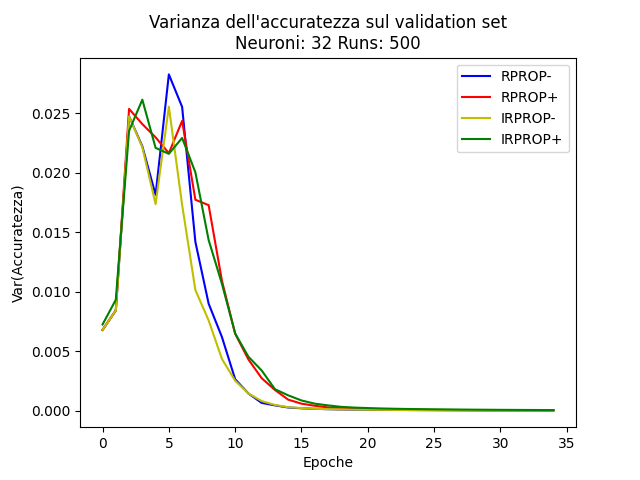 Varianza dell'accuratezza sul validation set
Neuroni: 32 Runs: 500
RPROP-
RPROP+
IRPROP-
IRPROP+
Var(Accuratezza)
0.025
0.020
0.015
0.010
0.005
0.000
0 5 10 15 20 25 30 35
Epoche